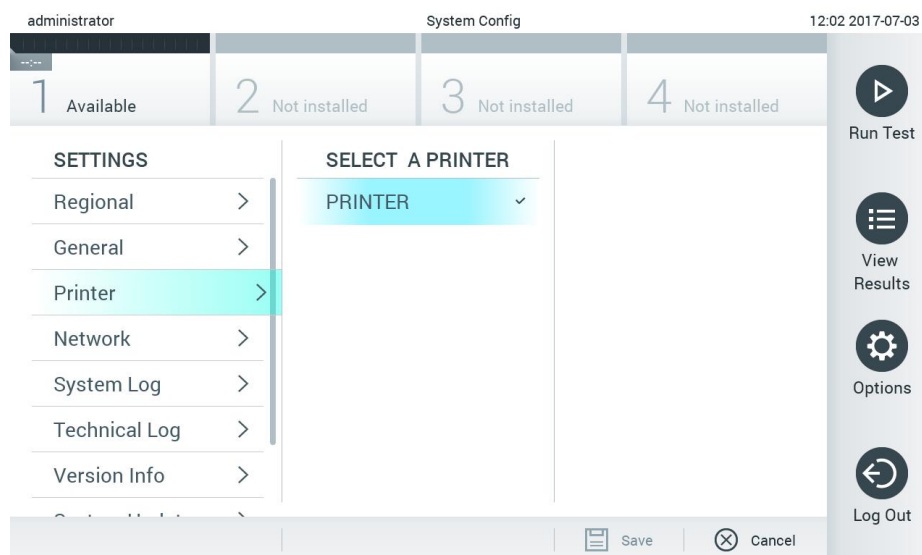 administrator
System Config
12:02 2017-07-03
--:--
1 Available
2 Not installed
3 Not installed
4 Not installed
Run Test
View
Results
Options
Log Out
SETTINGS
Regional
General
Printer
Network
System Log
Technical Log
Version Info
SELECT A PRINTER
PRINTER
Save
Cancel